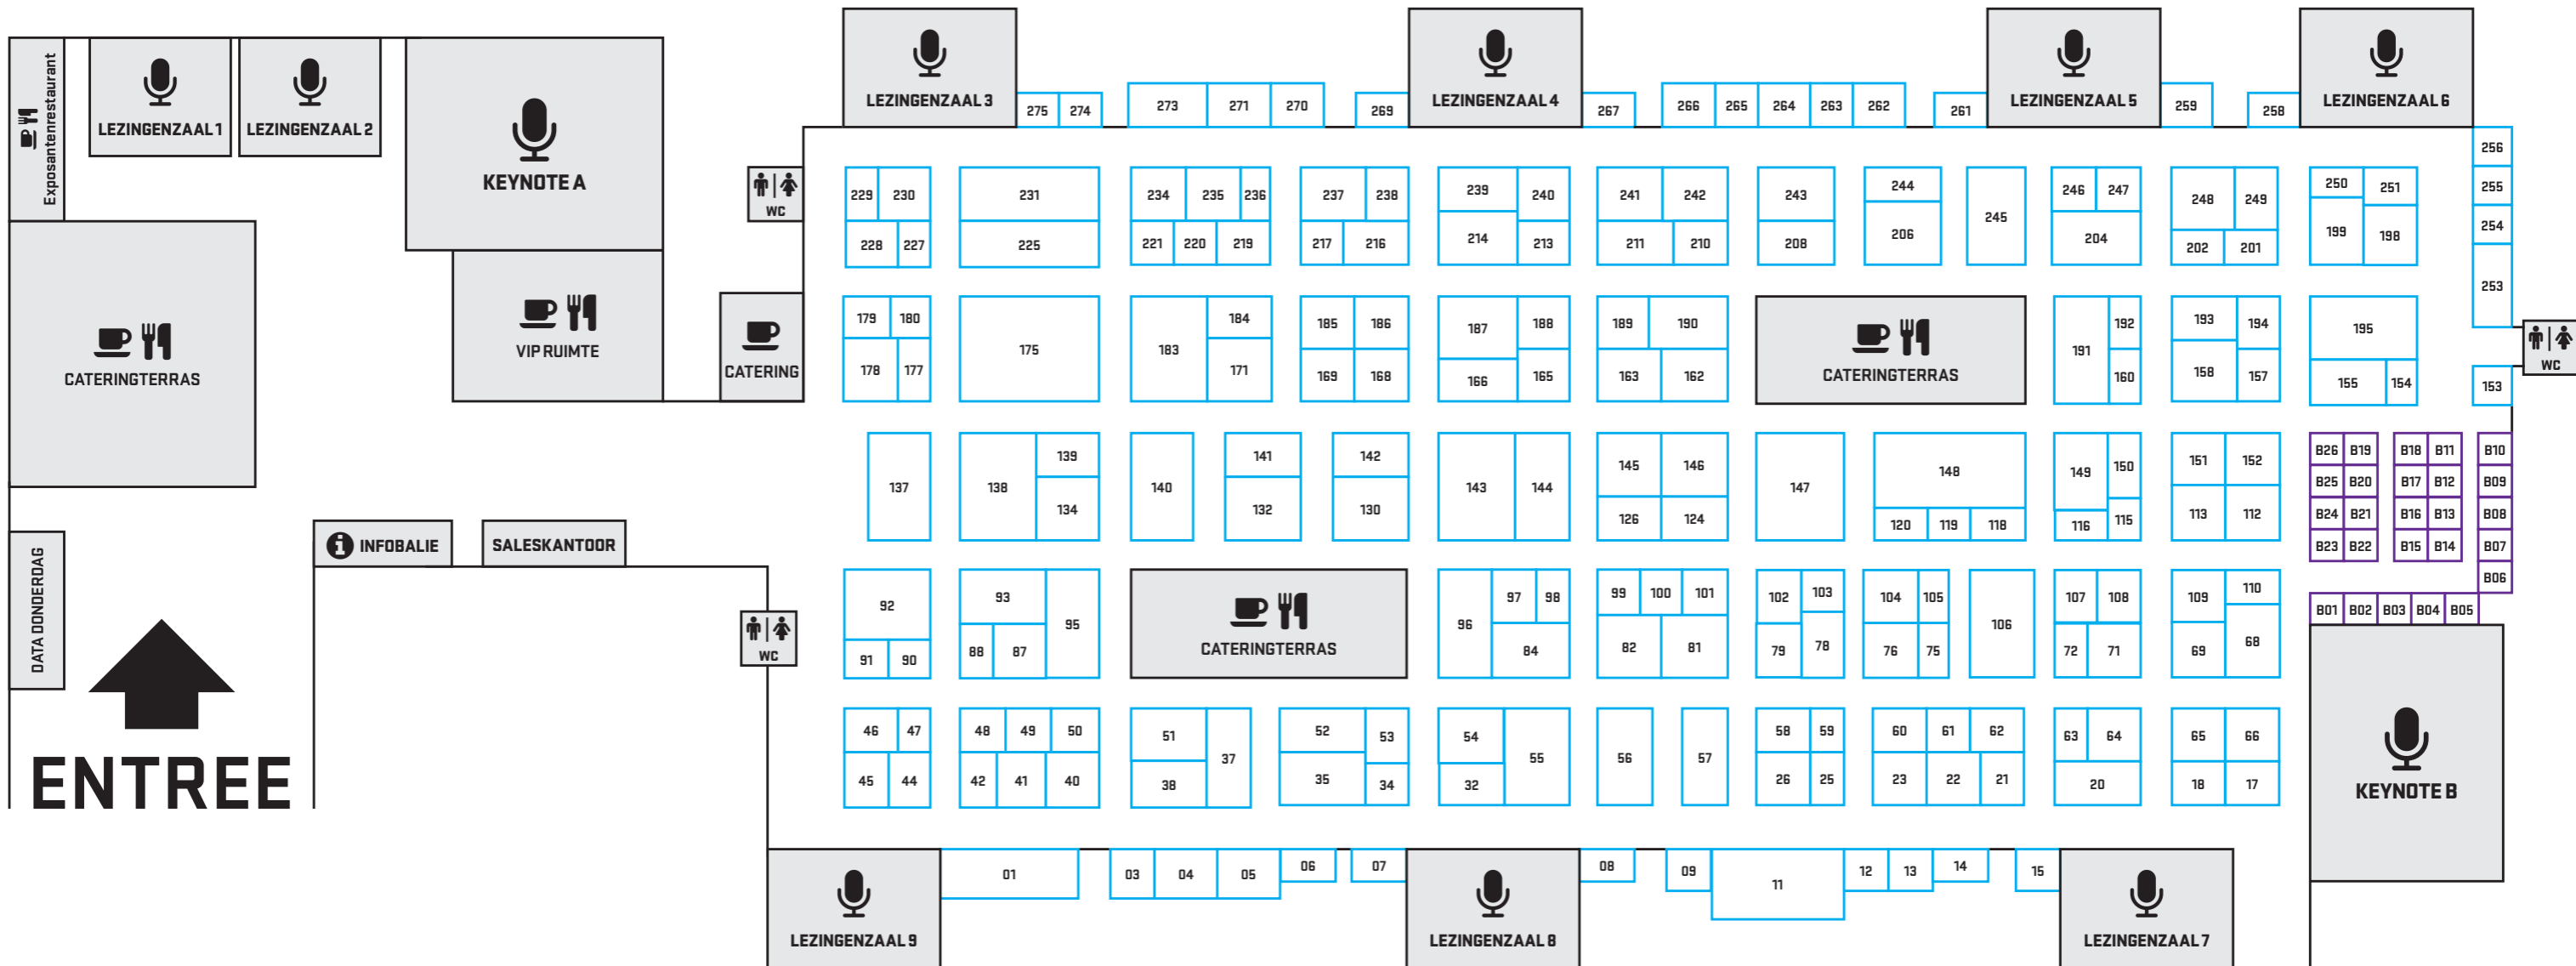 LEZINGENZAAL 3
LEZINGENZAAL 4
LEZINGENZAAL 5
LEZINGENZAAL 6
Exposantenrestaurant
LEZINGENZAAL 1
LEZINGENZAAL 2
KEYNOTE A
275 274 273 271 270 269 267 266 265 264 263 262 261 259 258
256
255
254
253
WC
229 230 231 234 235 236 237 238 239 240 241 242 243 244 245 246 247 248 249 250 251
228 227 225 221 220 219 217 216 214 213 211 210 208 206 204 202 201 199 198
CATERINGTERRAS
VIP RUIMTE
CATERING
179 180 175 183 184 185 186 187 188 189 190
CATERINGTERRAS
191 192 193 194 195
178 177 171 169 168 166 165 163 162 160 158 157 155 154
WC
153
137 138 139 140 141 142 143 144 145 146 147 148 149 150 151 152
134 132 130 126 124 120 119 118 116 115 113 112
B26 B19 B18 B11 B10
B25 B20 B17 B12 B09
B24 B21 B16 B13 B08
B23 B22 B15 B14 B07
B06
B01 B02 B03 B04 B05
DATA DONDERDAG
INFOBALIE
SALESKANTOOR
WC
92 93 95
CATERINGTERRAS
96 97 98 99 100 101 102 103 104 105 106 107 108 109 110
91 90 88 87 84 82 81 79 78 76 75 72 71 69 68
ENTREE
46 47 48 49 50 51 37 52 53 54 55 56 57 58 59 60 61 62 63 64 65 66
45 44 42 41 40 38 35 34 32 26 25 23 22 21 20 18 17
KEYNOTE B
01 03 04 05 06 07 08 09 11 12 13 14 15
LEZINGENZAAL 9
LEZINGENZAAL 8
LEZINGENZAAL 7